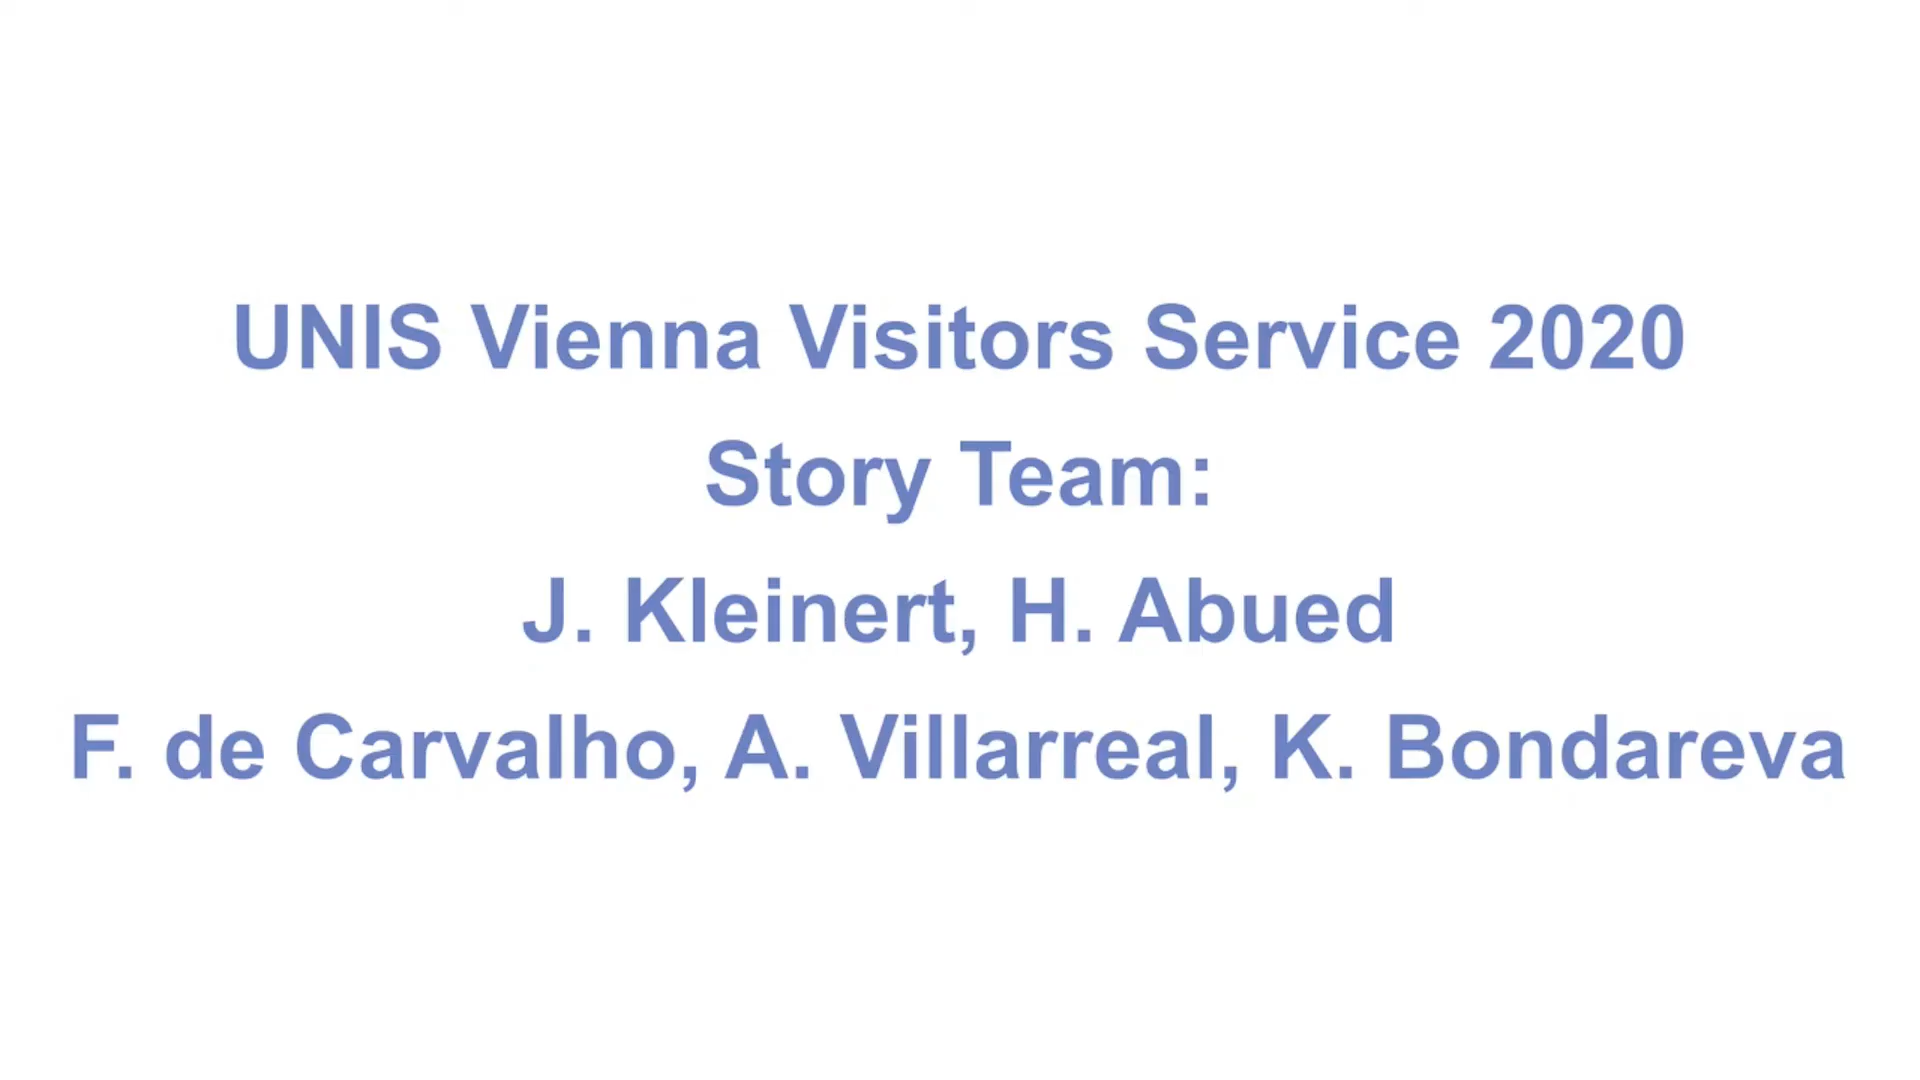 UNIS Vienna Visitors Service 2020
Story Team:
J. Kleinert, H. Abued
F. de Carvalho, A. Villarreal, K. Bondareva